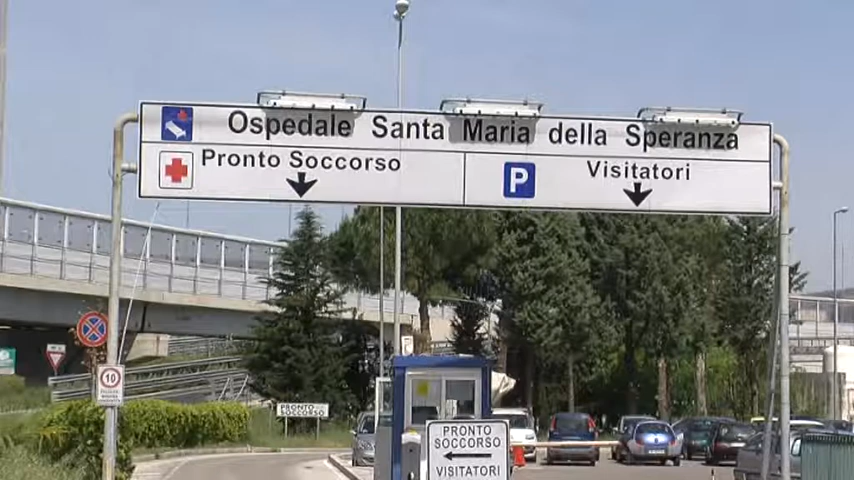 Ospedale Santa Maria della Speranza
Pronto Soccorso
P
Visitatori
10
PRONTO
SOCCORSO
PRONTO
SOCCORSO
VISITATORI